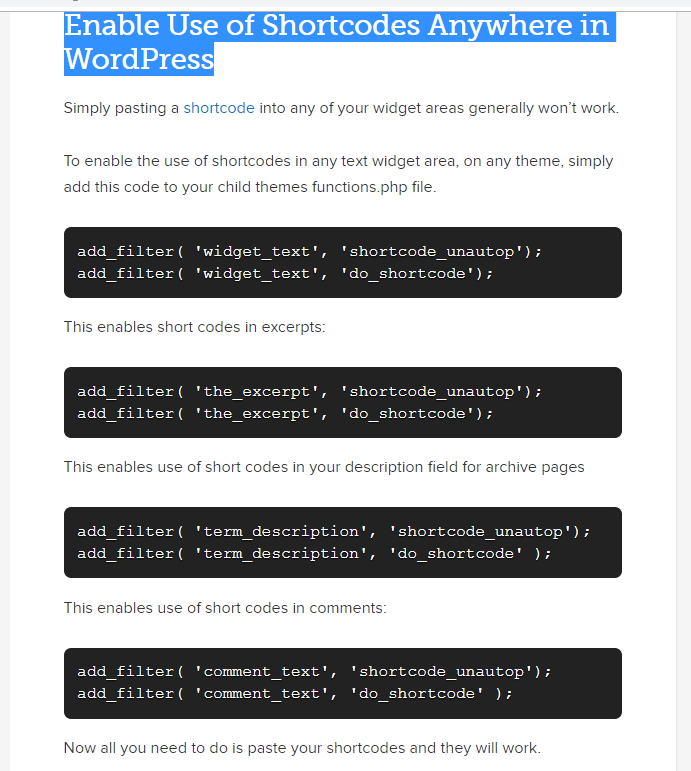 Enable Use of Shortcodes Anywhere in
WordPress
Simply pasting a shortcode into any of your widget areas generally won’t work.
To enable the use of shortcodes in any text widget area, on any theme, simply
add this code to your child themes functions.php file.
add_filter( 'widget_text', 'shortcode_unautop');
add_filter( 'widget_text', 'do_shortcode');
This enables short codes in excerpts:
add_filter( 'the_excerpt', 'shortcode_unautop');
add_filter( 'the_excerpt', 'do_shortcode');
This enables use of short codes in your description field for archive pages
add_filter( 'term_description', 'shortcode_unautop');
add_filter( 'term_description', 'do_shortcode' );
This enables use of short codes in comments:
add_filter( 'comment_text', 'shortcode_unautop');
add_filter( 'comment_text', 'do_shortcode' );
Now all you need to do is paste your shortcodes and they will work.